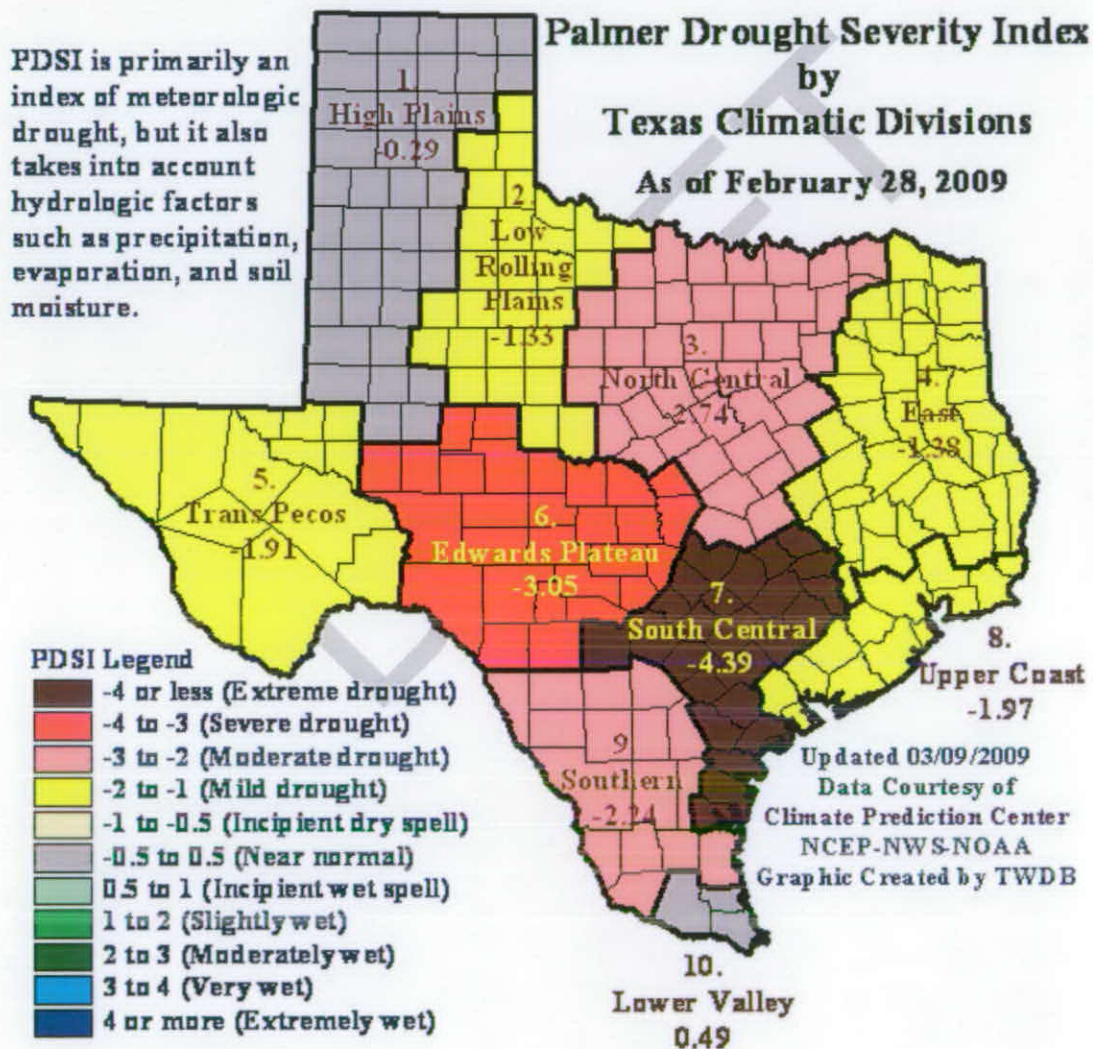 Palmer Drought Severity Index
by
Texas Climatic Divisions
As of February 28, 2009
PDSI is primarily an
index of meteorologic
drought, but it also
takes into account
hydrologic factors
such as precipitation,
evaporation, and soil
moisture.
1.
High Plains
-0.29
2
Low
Rolling
Plains
-1.33
3.
North Central
-2.74
4.
East
-1.38
5.
Trans Pecos
-1.91
6.
Edwards Plateau
-3.05
7.
South Central
-4.39
8.
Upper Coast
-1.97
9
Southern
-2.24
10.
Lower Valley
0.49
PDSI Legend
-4 or less (Extreme drought)
-4 to -3 (Severe drought)
-3 to -2 (Moderate drought)
-2 to -1 (Mild drought)
-1 to -0.5 (Incipient dry spell)
-0.5 to 0.5 (Near normal)
0.5 to 1 (Incipient wet spell)
1 to 2 (Slightly wet)
2 to 3 (Moderately wet)
3 to 4 (Very wet)
4 or more (Extremely wet)
Updated 03/09/2009
Data Courtesy of
Climate Prediction Center
NCEP-NWS-NOAA
Graphic Created by TWDB